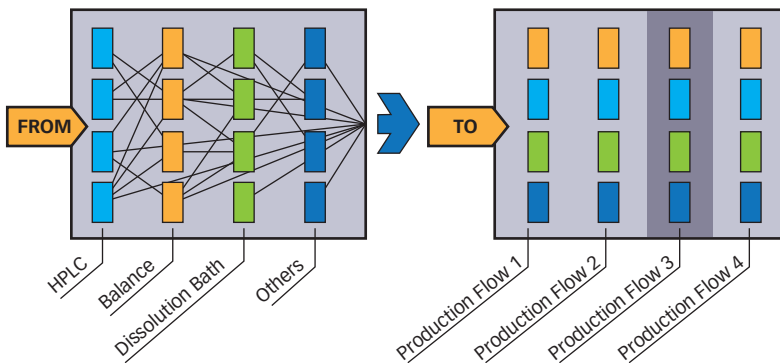 FROM
TO
HPLC
Balance
Dissolution Bath
Others
Production Flow 1
Production Flow 2
Production Flow 3
Production Flow 4